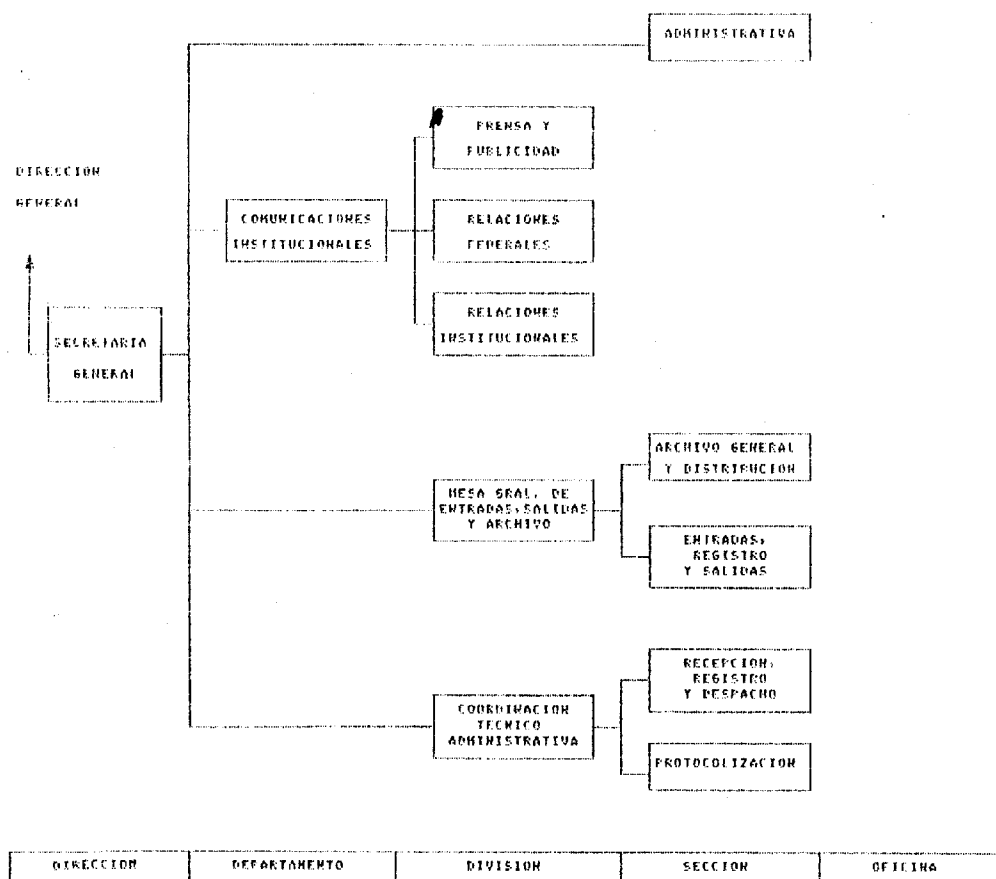 ADMINISTRATIVA
PRENSA Y
PUBLICIDAD
DIRECCION
GENERAL
COMUNICACIONES
INSTITUCIONALES
RELACIONES
FEDERALES
RELACIONES
INSTITUCIONALES
SECRETARIA
GENERAL
ARCHIVO GENERAL
Y DISTRIBUCION
MESA GRAL. DE
ENTRADAS, SALIDAS
Y ARCHIVO
ENTRADAS,
REGISTRO
Y SALIDAS
RECEPCION,
REGISTRO
Y DESPACHO
COORDINACION
TECNICO
ADMINISTRATIVA
PROTOCOLIZACION
DIRECCION DEPARTAMENTO DIVISION SECCION OFICINA